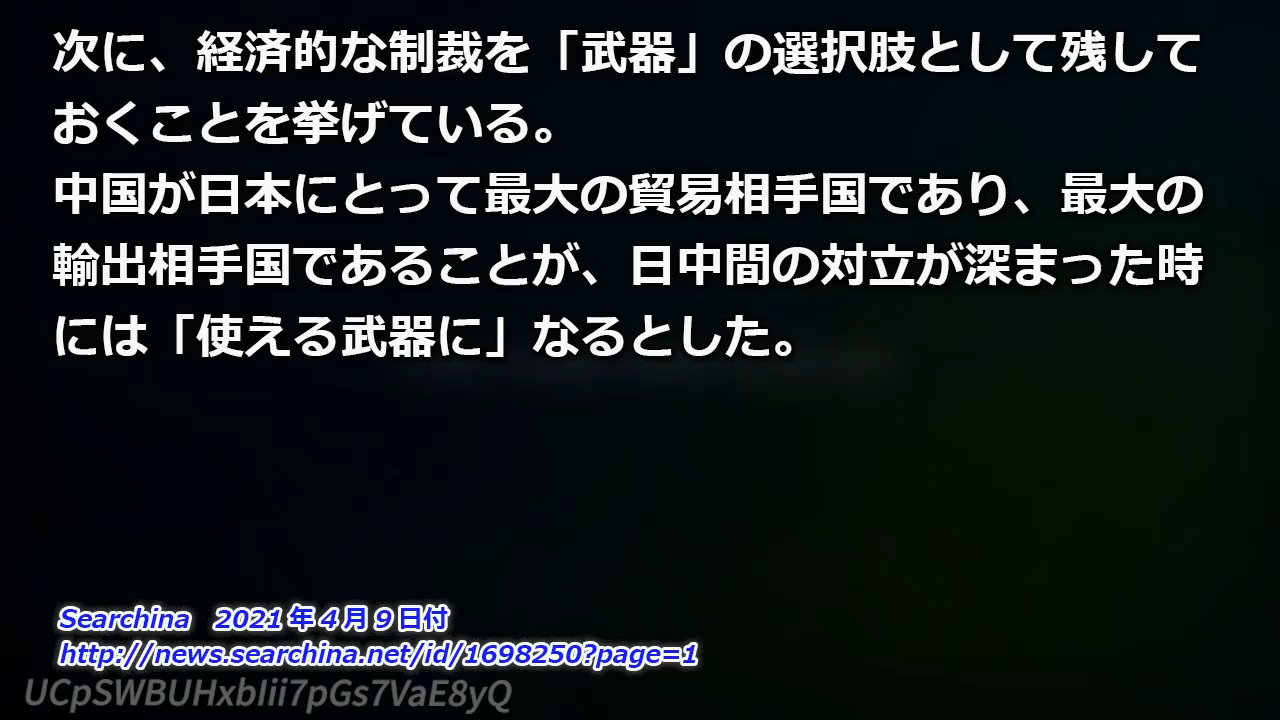 次に、経済的な制裁を「武器」の選択肢として残して
おくことを挙げている。
中国が日本にとって最大の貿易相手国であり、最大の
輸出相手国であることが、日中間の対立が深まった時
には「使える武器に」なるとした。
Searchina 2021年4月9日付
http://news.searchina.net/id/1698250?page=1
UCpSWBUHxbIii7pGs7VaE8yQ